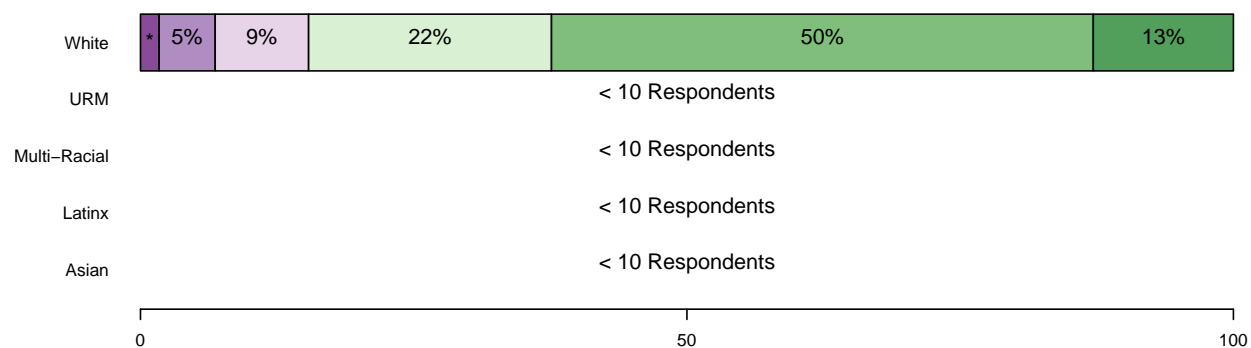 White * 5% 9% 22% 50% 13%
URM < 10 Respondents
Multi−Racial < 10 Respondents
Latinx < 10 Respondents
Asian < 10 Respondents
0 50 100